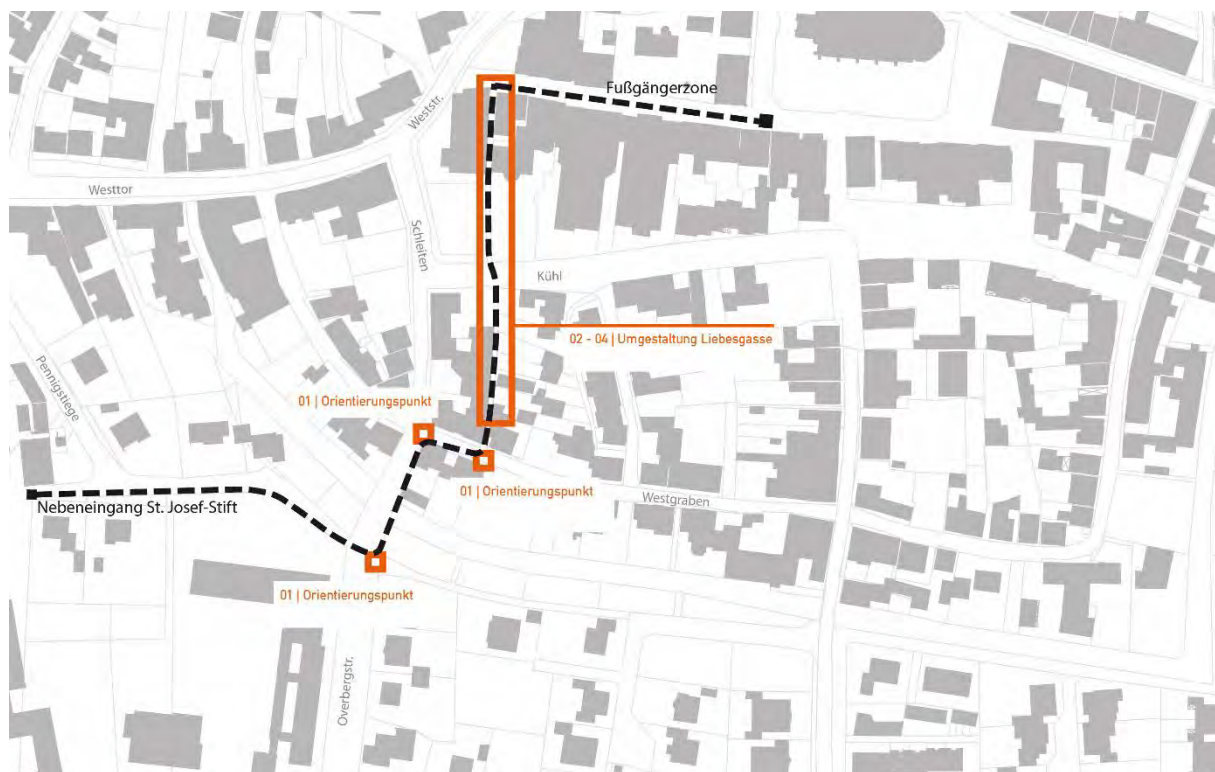 Fußgängerzone
Weststr.
Westtor
Schleiten
Kühl
02 - 04 | Umgestaltung Liebesgasse
Pennigstiege
01 | Orientierungspunkt
01 | Orientierungspunkt
Westgraben
Nebeneingang St. Josef-Stift
01 | Orientierungspunkt
Overbergstr.